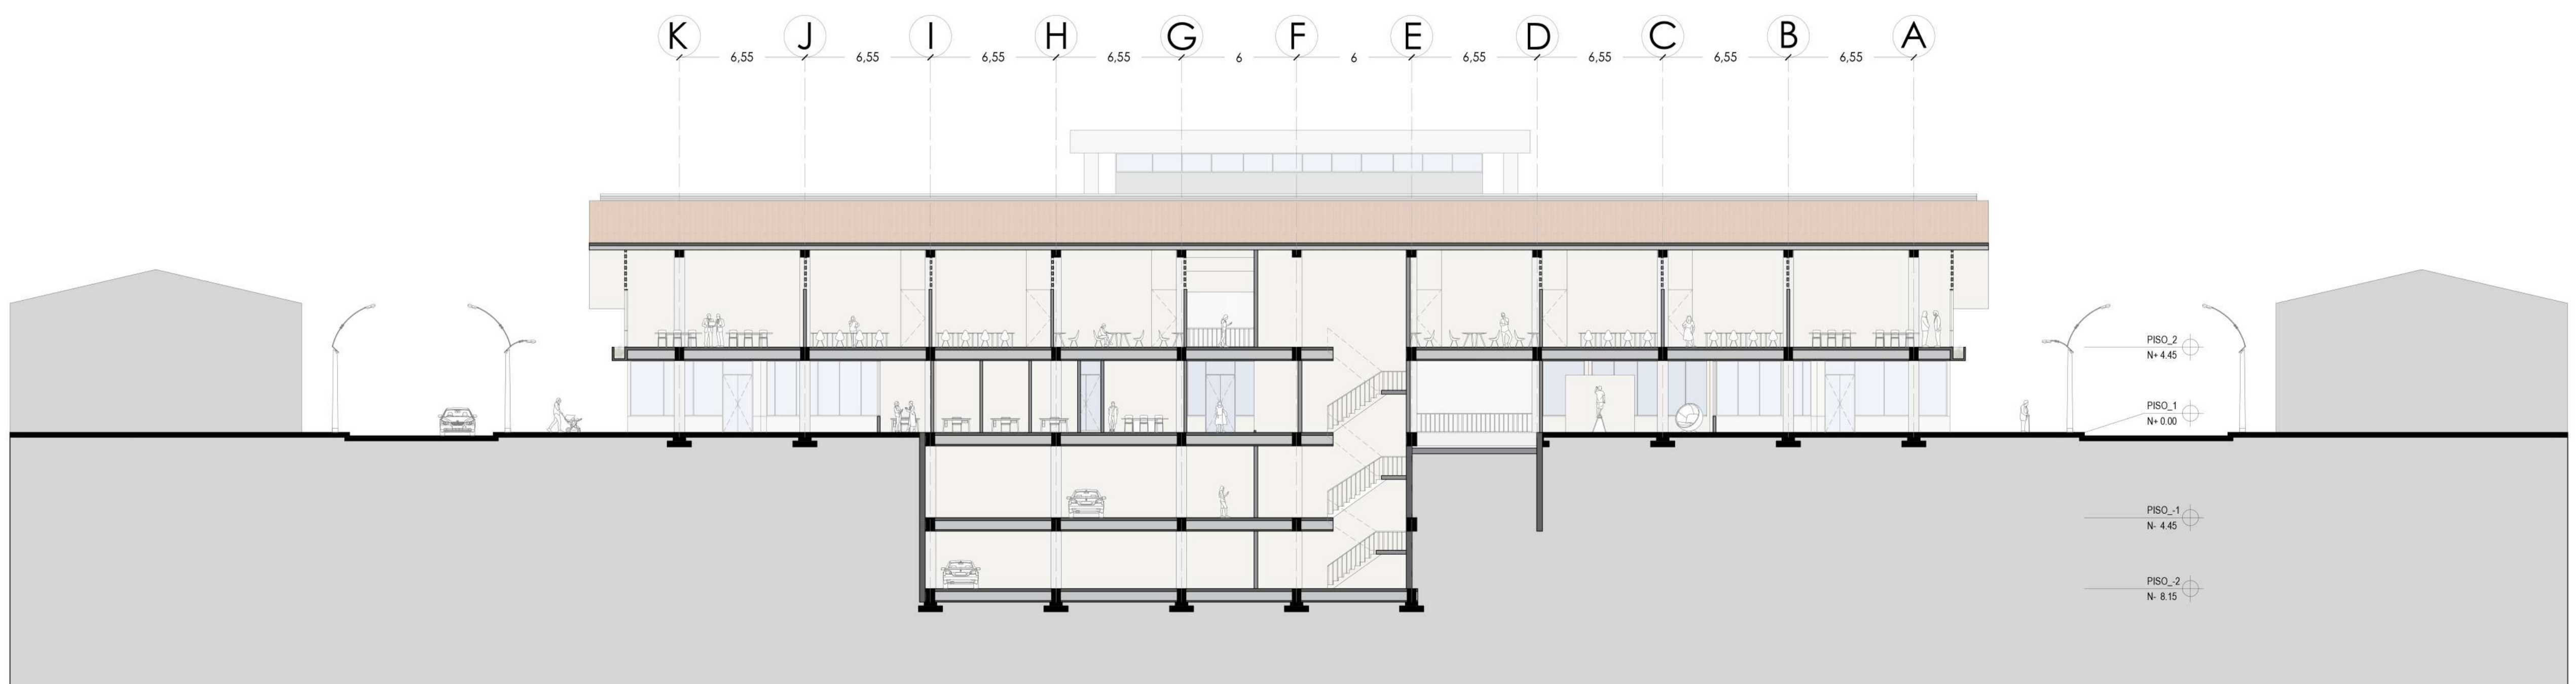 K J I H G F E D C B A
6,55 6,55 6,55 6,55 6 6 6,55 6,55 6,55 6,55
PISO_2
N+ 4.45
PISO_1
N+ 0.00
PISO_-1
N- 4.45
PISO_-2
N- 8.15